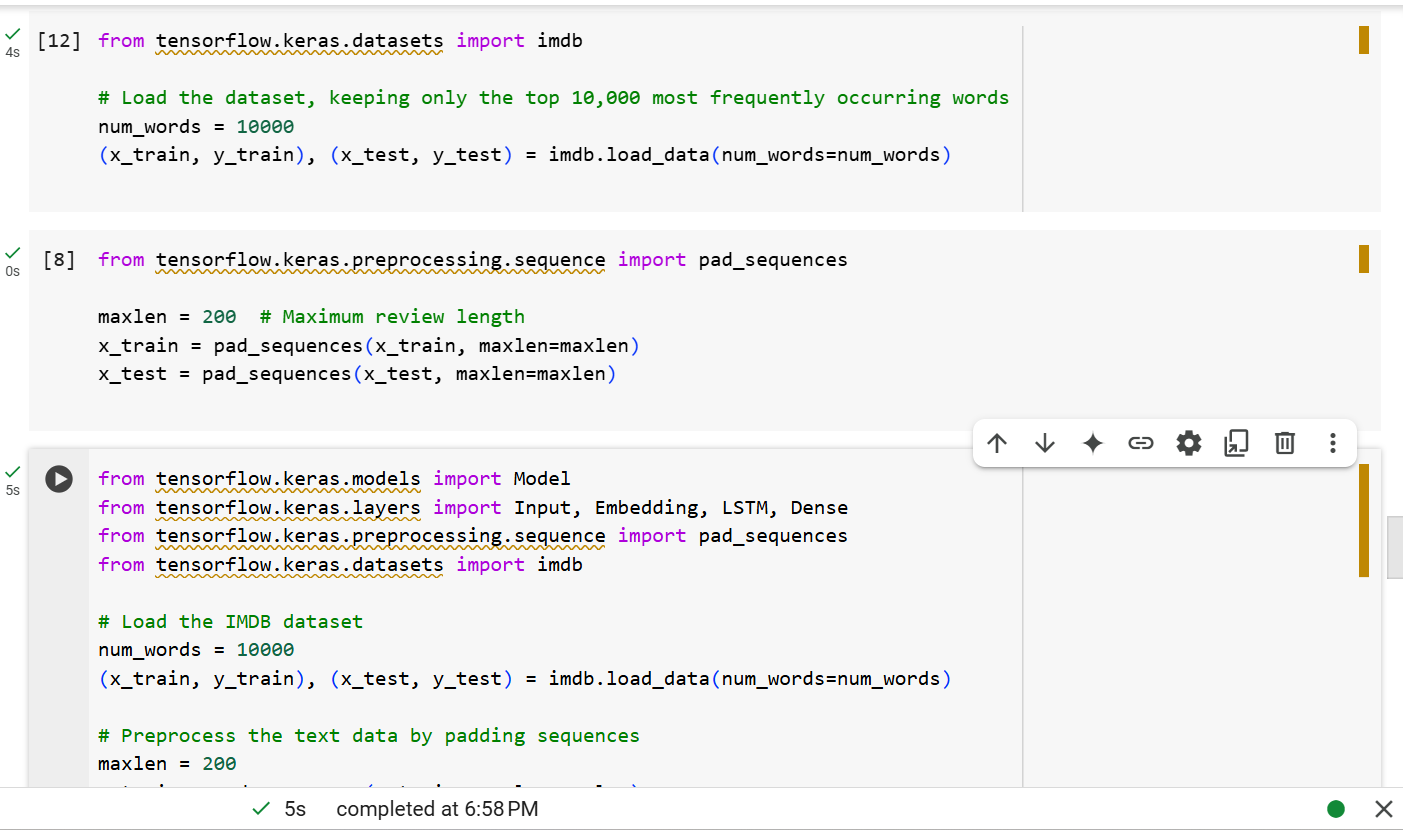 4s
[12] from tensorflow.keras.datasets import imdb
# Load the dataset, keeping only the top 10,000 most frequently occurring words
num_words = 10000
(x_train, y_train), (x_test, y_test) = imdb.load_data(num_words=num_words)
0s
[8] from tensorflow.keras.preprocessing.sequence import pad_sequences
maxlen = 200  # Maximum review length
x_train = pad_sequences(x_train, maxlen=maxlen)
x_test = pad_sequences(x_test, maxlen=maxlen)
5s
from tensorflow.keras.models import Model
from tensorflow.keras.layers import Input, Embedding, LSTM, Dense
from tensorflow.keras.preprocessing.sequence import pad_sequences
from tensorflow.keras.datasets import imdb
# Load the IMDB dataset
num_words = 10000
(x_train, y_train), (x_test, y_test) = imdb.load_data(num_words=num_words)
# Preprocess the text data by padding sequences
maxlen = 200
5s completed at 6:58 PM